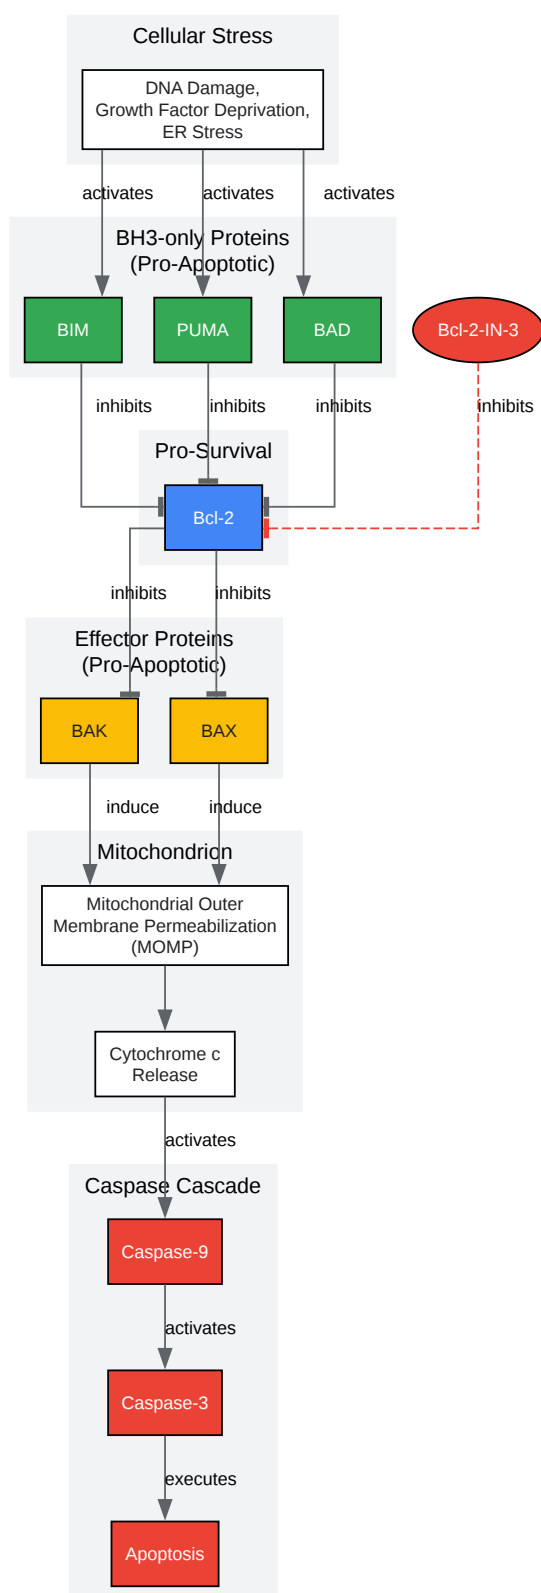 Cellular Stress
DNA Damage,
Growth Factor Deprivation,
ER Stress
activates
activates
activates
BH3-only Proteins
(Pro-Apoptotic)
BIM
PUMA
BAD
Bcl-2-IN-3
inhibits
inhibits
inhibits
inhibits
Pro-Survival
Bcl-2
inhibits
inhibits
Effector Proteins
(Pro-Apoptotic)
BAK
BAX
induce
induce
Mitochondrion
Mitochondrial Outer
Membrane Permeabilization
(MOMP)
Cytochrome c
Release
activates
Caspase Cascade
Caspase-9
activates
Caspase-3
executes
Apoptosis